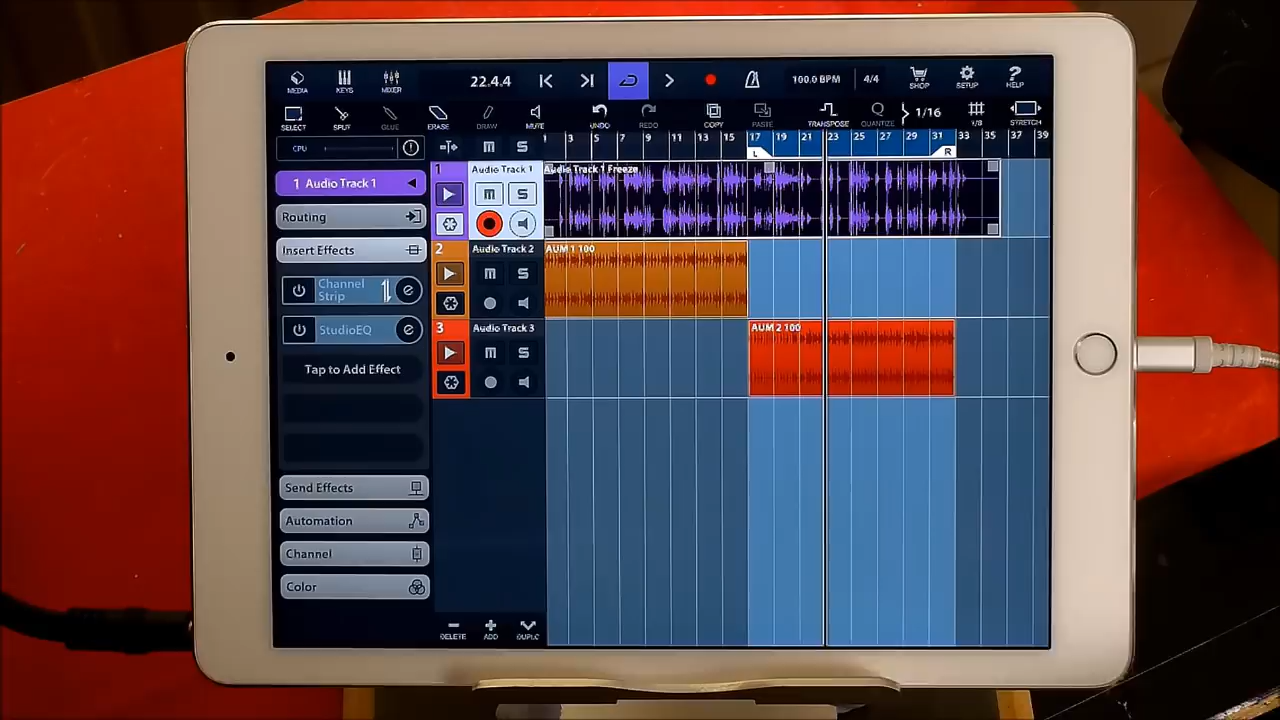 MEDIA KEYS MIXER 22.4.4 100.0 BPM 4/4 SHOP SETUP HELP
SELECT SPLIT GLUE ERASE DRAW MUTE UNDO REDO COPY PASTE TRANSPOSE QUANTIZE 1/16 1/8 STRETCH
CPU M S 1 3 5 7 9 11 13 15 17 19 21 23 25 27 29 31 33 35 37 39
L R
1 Audio Track 1
1 Audio Track 1 Audio Track 1 Freeze
M S
Routing
Insert Effects
2 Audio Track 2 AUM 1 100
M S
Channel
Strip
StudioEQ
3 Audio Track 3 AUM 2 100
M S
Tap to Add Effect
Send Effects
Automation
Channel
Color
DELETE ADD DUPLC